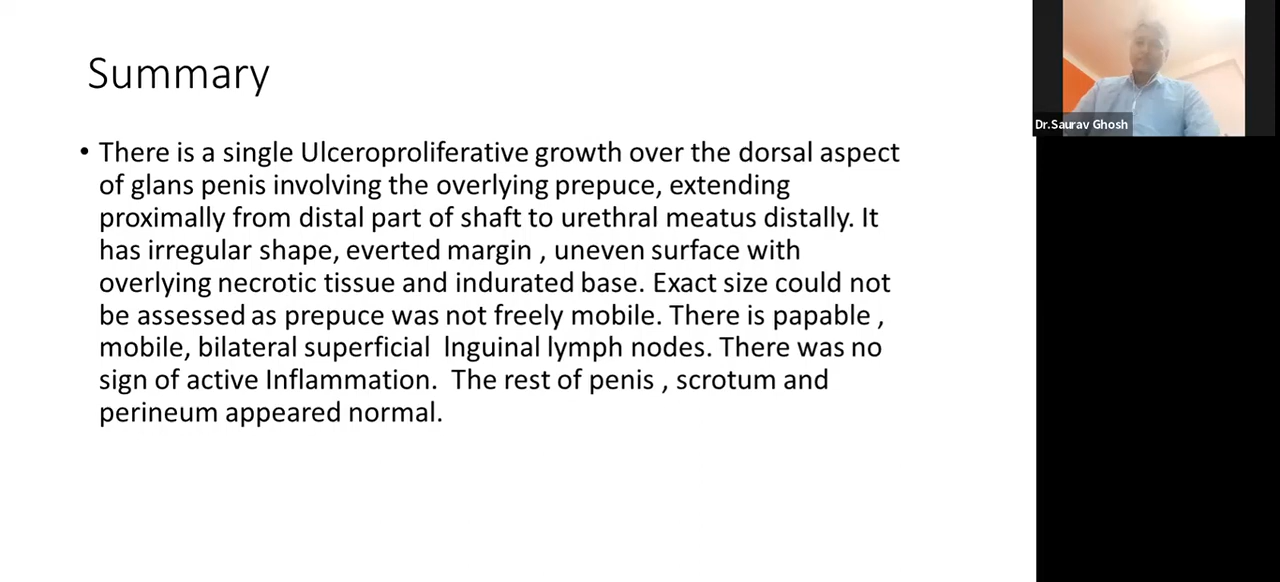 Summary
• There is a single Ulceroproliferative growth over the dorsal aspect
of glans penis involving the overlying prepuce, extending
proximally from distal part of shaft to urethral meatus distally. It
has irregular shape, everted margin , uneven surface with
overlying necrotic tissue and indurated base. Exact size could not
be assessed as prepuce was not freely mobile. There is papable ,
mobile, bilateral superficial  Inguinal lymph nodes. There was no
sign of active Inflammation.  The rest of penis , scrotum and
perineum appeared normal.
Dr.Saurav Ghosh